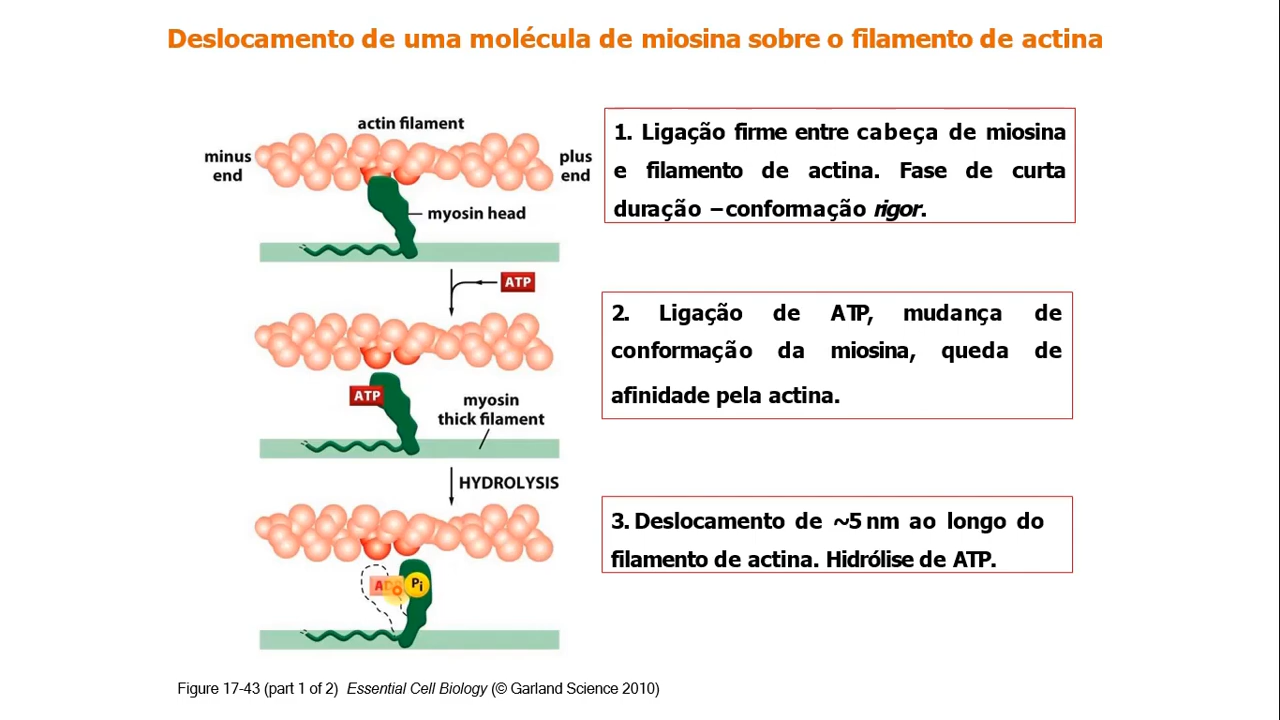 Deslocamento de uma molécula de miosina sobre o filamento de actina
actin filament
minus
end
plus
end
myosin head
1. Ligação firme entre cabeça de miosina
e filamento de actina. Fase de curta
duração – conformação rigor.
ATP
2. Ligação de ATP, mudança de
conformação da miosina, queda de
afinidade pela actina.
ATP
myosin
thick filament
HYDROLYSIS
3. Deslocamento de ~5 nm ao longo do
filamento de actina. Hidrólise de ATP.
Pi
Figure 17-43 (part 1 of 2) Essential Cell Biology (© Garland Science 2010)